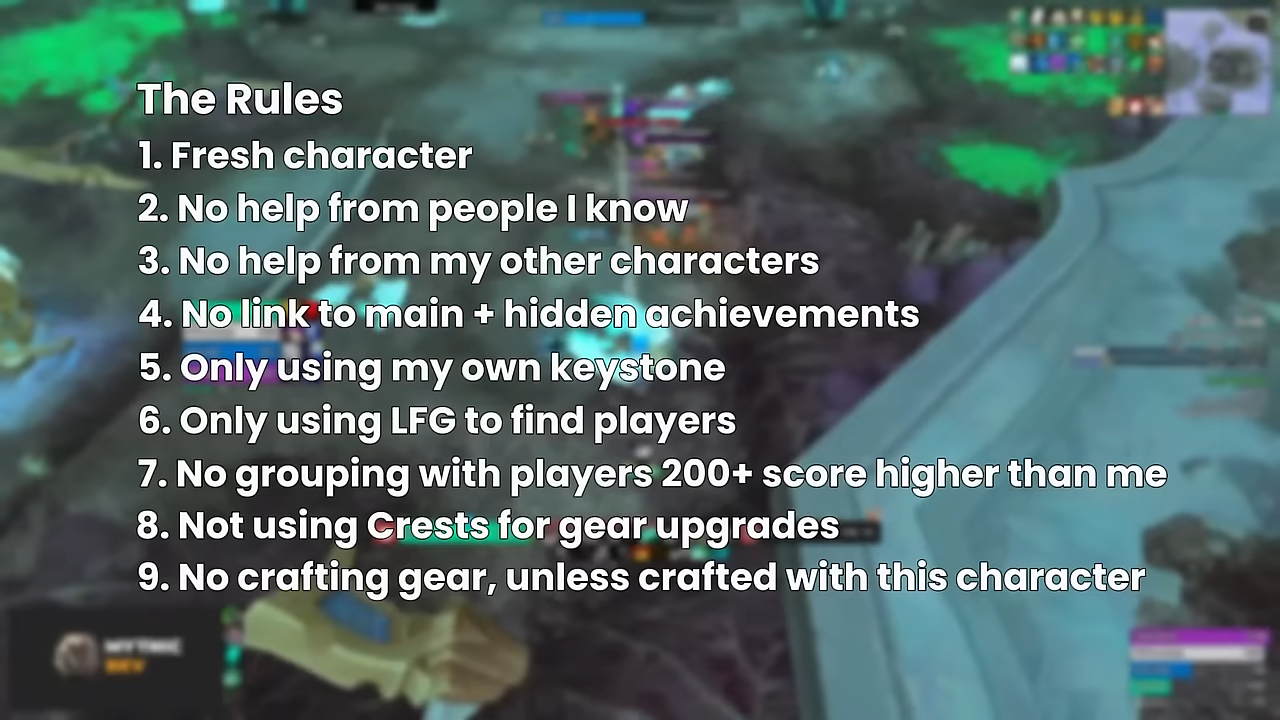 The Rules
1. Fresh character
2. No help from people I know
3. No help from my other characters
4. No link to main + hidden achievements
5. Only using my own keystone
6. Only using LFG to find players
7. No grouping with players 200+ score higher than me
8. Not using Crests for gear upgrades
9. No crafting gear, unless crafted with this character
MYTHIC